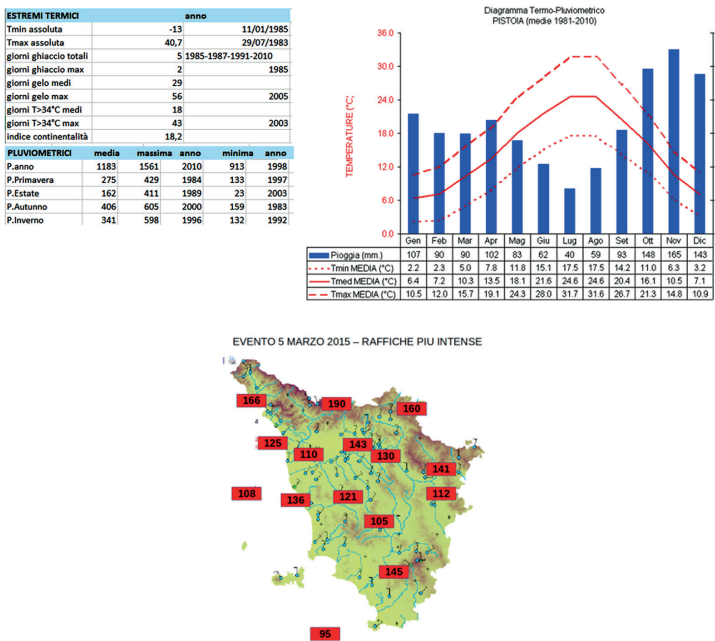 ESTREMI TERMICI anno
Tmin assoluta -13 11/01/1985
Tmax assoluta 40,7 29/07/1983
giorni ghiaccio totali 5 1985-1987-1991-2010
giorni ghiaccio max 2 1985
giorni gelo medi 29
giorni gelo max 56 2005
giorni T>34°C medi 18
giorni T>34°C max 43 2003
indice continentalità 18,2
PLUVIOMETRICI media massima anno minima anno
P.anno 1183 1561 2010 913 1998
P.Primavera 275 429 1984 133 1997
P.Estate 162 411 1989 23 2003
P.Autunno 406 605 2000 159 1983
P.Inverno 341 598 1996 132 1992
Diagramma Termo-Pluviometrico
PISTOIA (medie 1981-2010)
TEMPERATURE (°C;
36.0
30.0
24.0
18.0
12.0
6.0
0.0
Gen Feb Mar Apr Mag Giu Lug Ago Set Ott Nov Dic
Pioggia (mm.) 107 90 90 102 83 62 40 59 93 148 165 143
Tmin MEDIA (°C) 2.2 2.3 5.0 7.8 11.8 15.1 17.5 17.5 14.2 11.0 6.3 3.2
Tmed MEDIA (°C) 6.4 7.2 10.3 13.5 18.1 21.6 24.6 24.6 20.4 16.1 10.5 7.1
Tmax MEDIA (°C) 10.5 12.0 15.7 19.1 24.3 28.0 31.7 31.6 26.7 21.3 14.8 10.9
EVENTO 5 MARZO 2015 – RAFFICHE PIU INTENSE
166 190 160
125 143
110 130
141
108 136 121 112
105
145
95